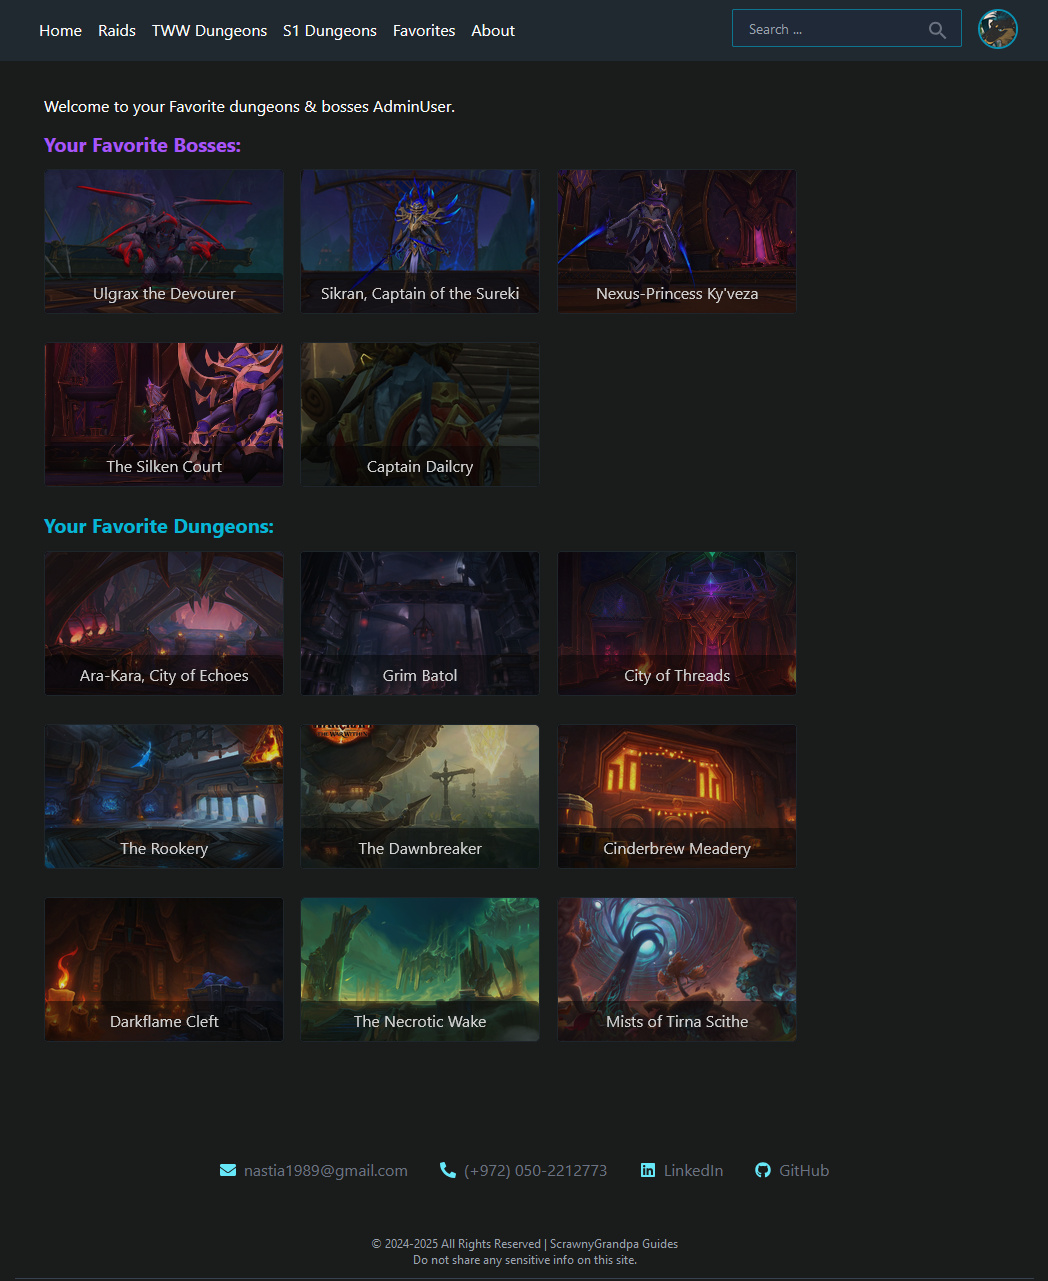 Home Raids TWW Dungeons S1 Dungeons Favorites About Search ...
Welcome to your Favorite dungeons & bosses AdminUser.
Your Favorite Bosses:
Ulgrax the Devourer
Sikran, Captain of the Sureki
Nexus-Princess Ky'veza
The Silken Court
Captain Dailcry
Your Favorite Dungeons:
Ara-Kara, City of Echoes
Grim Batol
City of Threads
The Rookery
THE WAR WITHIN
The Dawnbreaker
Cinderbrew Meadery
Darkflame Cleft
The Necrotic Wake
Mists of Tirna Scithe
nastia1989@gmail.com (+972) 050-2212773 LinkedIn GitHub
© 2024-2025 All Rights Reserved | ScrawnyGrandpa Guides
Do not share any sensitive info on this site.